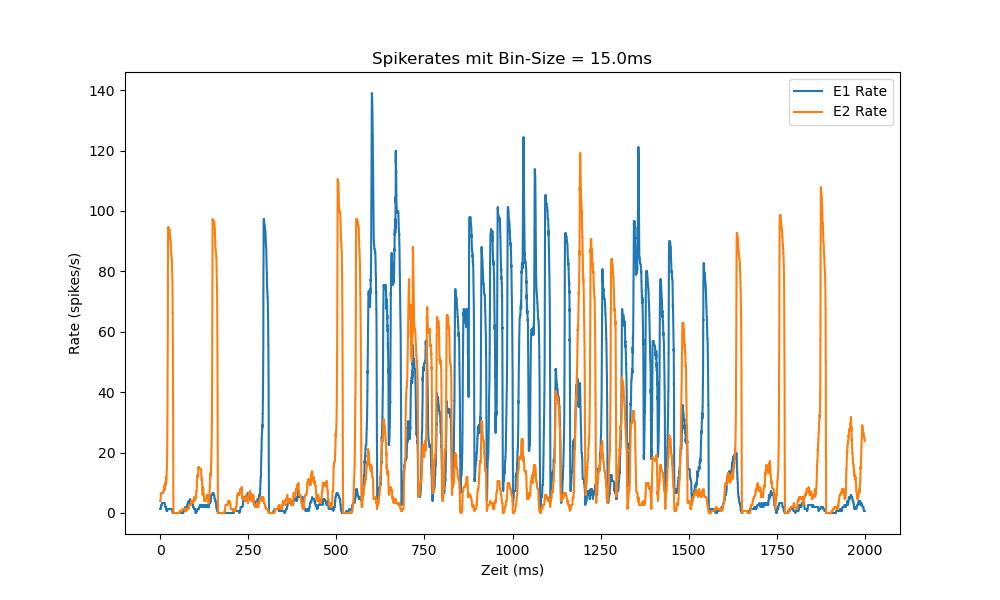 Spikerates mit Bin-Size = 15.0ms
E1 Rate
E2 Rate
Rate (spikes/s)
140
120
100
80
60
40
20
0
0 250 500 750 1000 1250 1500 1750 2000
Zeit (ms)